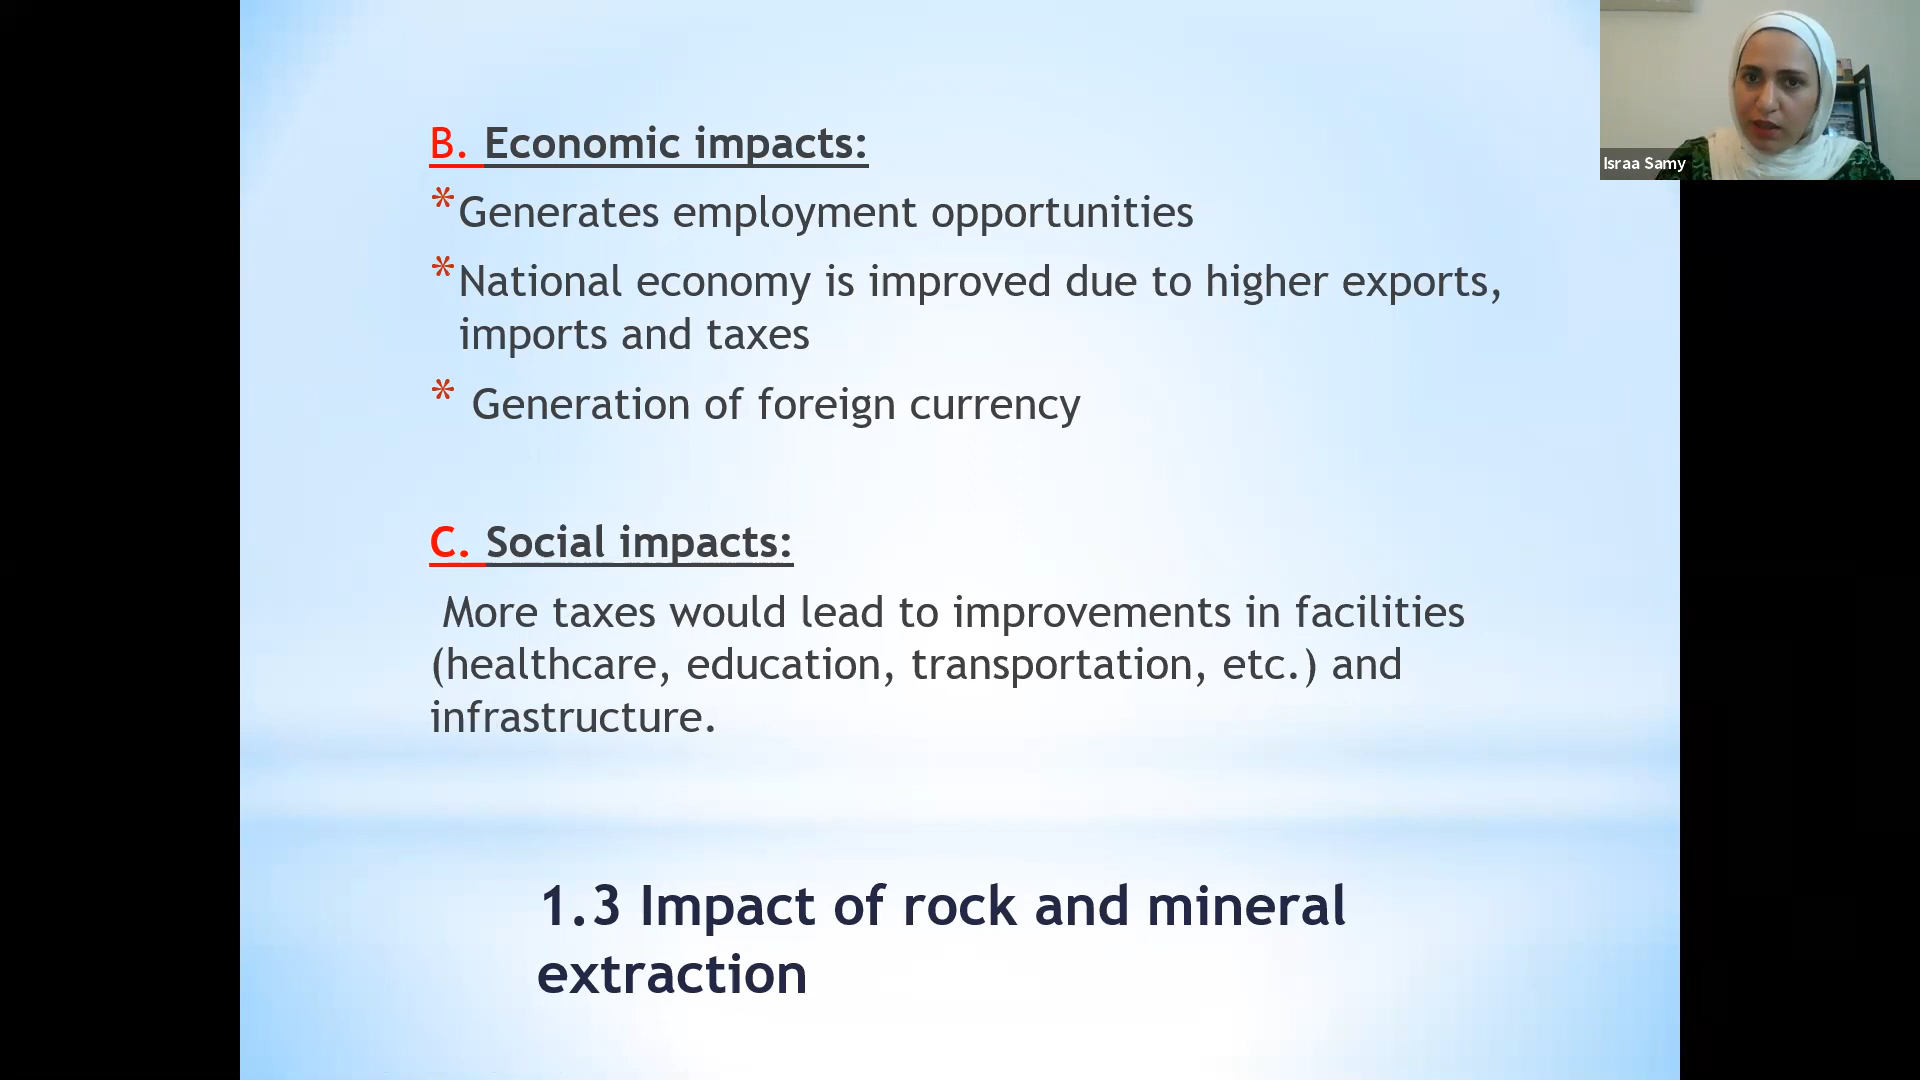 B. Economic impacts:
*Generates employment opportunities
*National economy is improved due to higher exports,
imports and taxes
* Generation of foreign currency
C. Social impacts:
More taxes would lead to improvements in facilities
(healthcare, education, transportation, etc.) and
infrastructure.
1.3 Impact of rock and mineral
extraction
Israa Samy